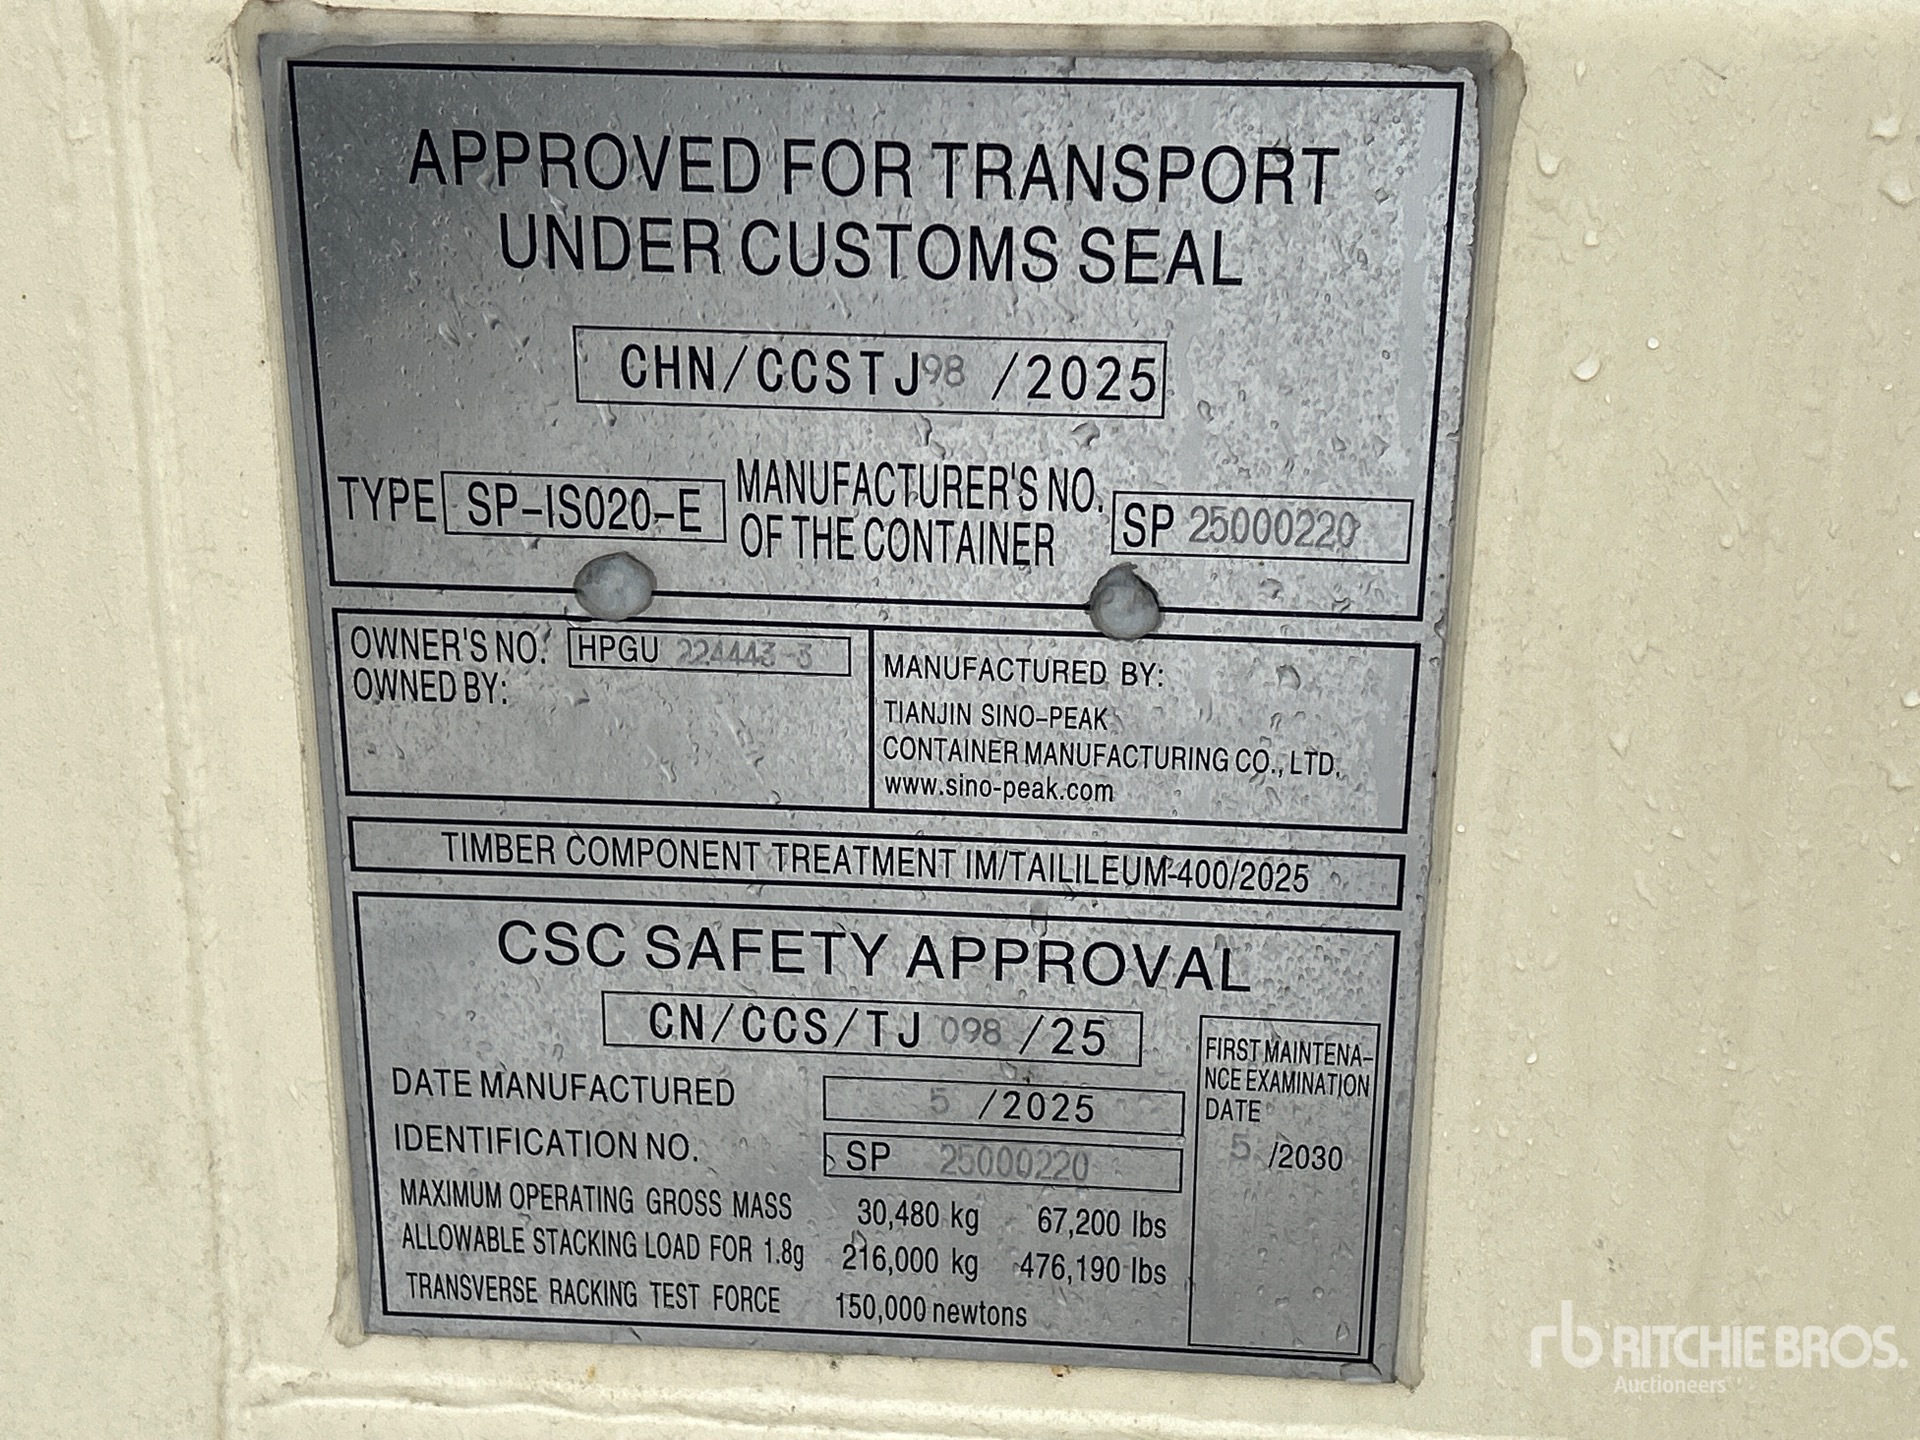 APPROVED FOR TRANSPORT
UNDER CUSTOMS SEAL
CHN/CCSTJ98 /2025
TYPE SP-IS020-E MANUFACTURER'S NO.
OF THE CONTAINER SP 25000220
OWNER'S NO. HPGU 224443-3
OWNED BY:
MANUFACTURED BY:
TIANJIN SINO-PEAK
CONTAINER MANUFACTURING CO., LTD.
www.sino-peak.com
TIMBER COMPONENT TREATMENT IM/TAILILEUM-400/2025
CSC SAFETY APPROVAL
CN/CCS/TJ 098 /25
DATE MANUFACTURED 5 /2025
IDENTIFICATION NO. SP 25000220
MAXIMUM OPERATING GROSS MASS 30,480 kg 67,200 lbs
ALLOWABLE STACKING LOAD FOR 1.8g 216,000 kg 476,190 lbs
TRANSVERSE RACKING TEST FORCE 150,000 newtons
FIRST MAINTENA-
NCE EXAMINATION
DATE
5 /2030
rb RITCHIE BROS.
Auctioneers